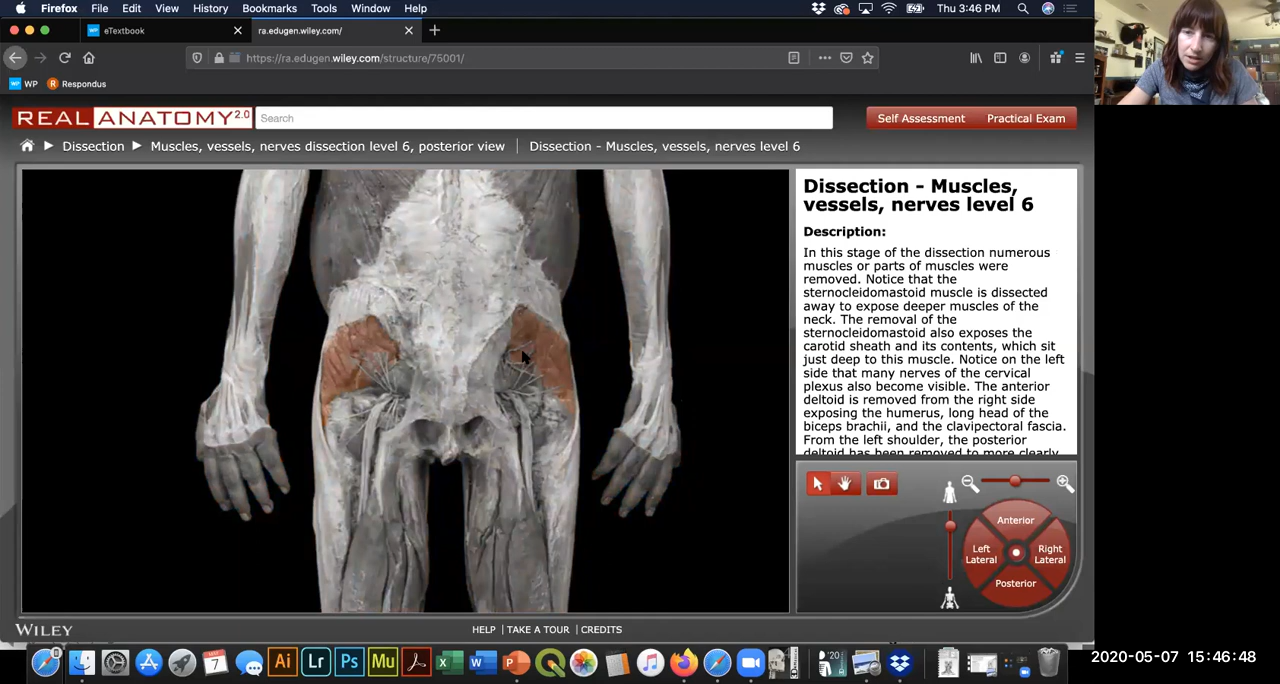 Firefox File Edit View History Bookmarks Tools Window Help Thu 3:46 PM
WP eTextbook ra.edugen.wiley.com/
https://ra.edugen.wiley.com/structure/75001/
WP WP R Respondus
REAL ANATOMY 2.0 Search Self Assessment Practical Exam
Dissection Muscles, vessels, nerves dissection level 6, posterior view Dissection - Muscles, vessels, nerves level 6
Dissection - Muscles,
vessels, nerves level 6
Description:
In this stage of the dissection numerous
muscles or parts of muscles were
removed. Notice that the
sternocleidomastoid muscle is dissected
away to expose deeper muscles of the
neck. The removal of the
sternocleidomastoid also exposes the
carotid sheath and its contents, which sit
just deep to this muscle. Notice on the left
side that many nerves of the cervical
plexus also become visible. The anterior
deltoid is removed from the right side
exposing the humerus, long head of the
biceps brachii, and the clavipectoral fascia.
From the left shoulder, the posterior
deltoid has been removed to more clearly
Anterior
Left
Lateral
Right
Lateral
Posterior
WILEY
HELP | TAKE A TOUR | CREDITS
7 Ai Lr Ps Mu X W P '20
2020-05-07 15:46:48